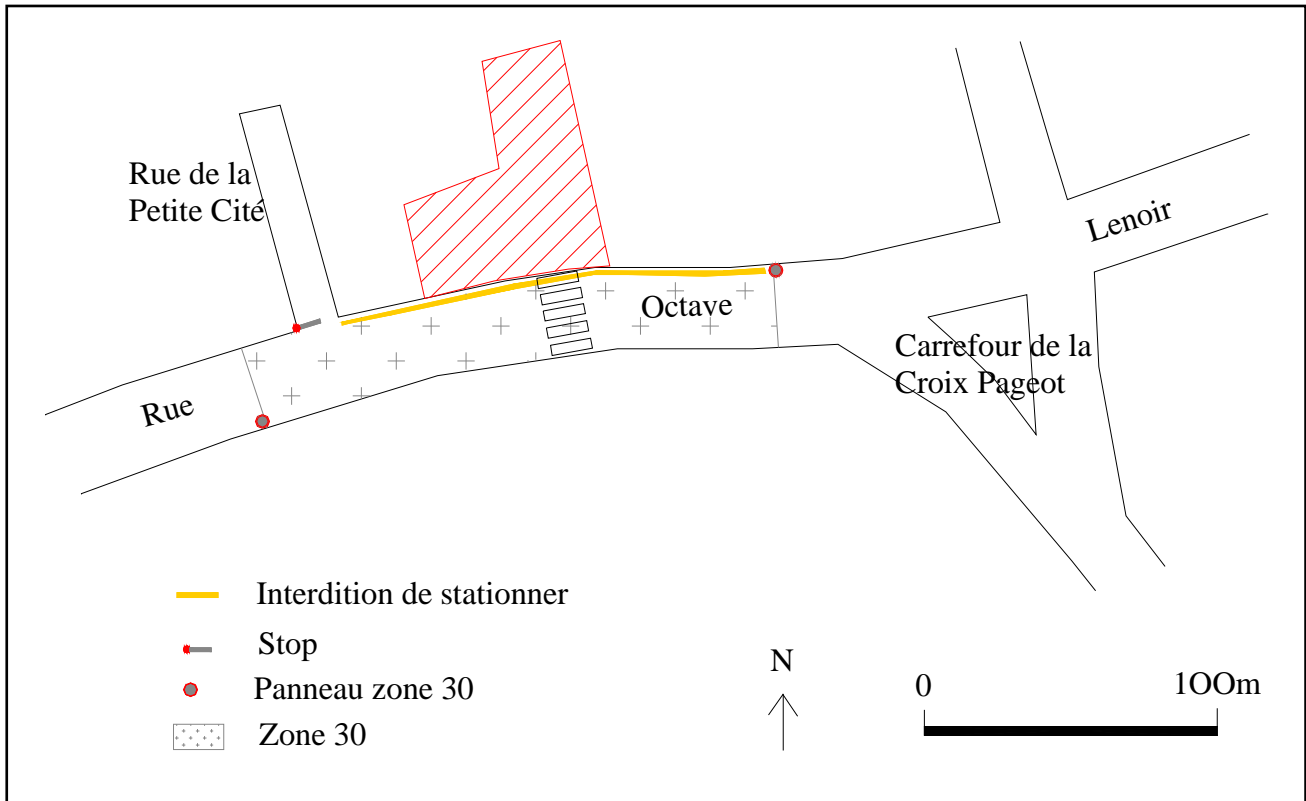 Rue de la
Petite Cité
Lenoir
Octave
Carrefour de la
Croix Pageot
Rue
Interdition de stationner
Stop
Panneau zone 30
Zone 30
N
0 1OOm